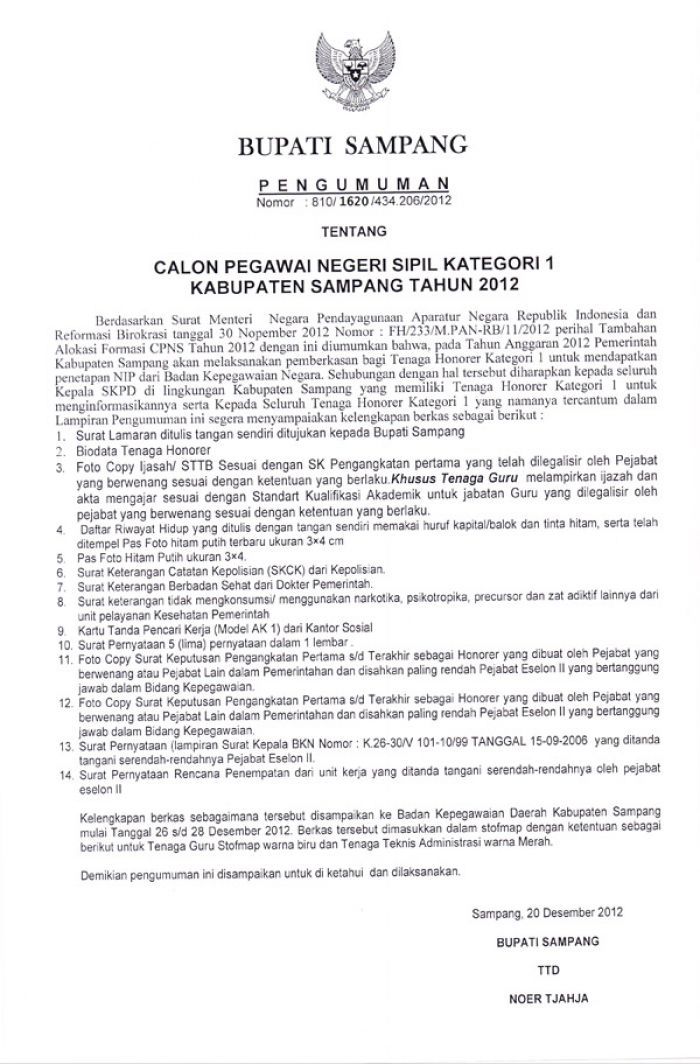 BUPATI SAMPANG
PENGUMUMAN
Nomor : 810/ 1620 /434.206/2012
TENTANG
CALON PEGAWAI NEGERI SIPIL KATEGORI 1
KABUPATEN SAMPANG TAHUN 2012
Berdasarkan Surat Menteri Negara Pendayagunaan Aparatur Negara Republik Indonesia dan
Reformasi Birokrasi tanggal 30 Nopember 2012 Nomor : FH/233/M.PAN-RB/11/2012 perihal Tambahan
Alokasi Formasi CPNS Tahun 2012 dengan ini diumumkan bahwa, pada Tahun Anggaran 2012 Pemerintah
Kabupaten Sampang akan melaksanakan pemberkasan bagi Tenaga Honorer Kategori 1 untuk mendapatkan
penetapan NIP dari Badan Kepegawaian Negara. Sehubungan dengan hal tersebut diharapkan kepada seluruh
Kepala SKPD di lingkungan Kabupaten Sampang yang memiliki Tenaga Honorer Kategori 1 untuk
menginformasikannya serta Kepada Seluruh Tenaga Honorer Kategori 1 yang namanya tercantum dalam
Lampiran Pengumuman ini segera menyampaiakan kelengkapan berkas sebagai berikut :
1. Surat Lamaran ditulis tangan sendiri ditujukan kepada Bupati Sampang
2. Biodata Tenaga Honorer
3. Foto Copy Ijasah/ STTB Sesuai dengan SK Pengangkatan pertama yang telah dilegalisir oleh Pejabat
yang berwenang sesuai dengan ketentuan yang berlaku.Khusus Tenaga Guru melampirkan ijazah dan
akta mengajar sesuai dengan Standart Kualifikasi Akademik untuk jabatan Guru yang dilegalisir oleh
pejabat yang berwenang sesuai dengan ketentuan yang berlaku.
4. Daftar Riwayat Hidup yang ditulis dengan tangan sendiri memakai huruf kapital/balok dan tinta hitam, serta telah
ditempel Pas Foto hitam putih terbaru ukuran 3×4 cm
5. Pas Foto Hitam Putih ukuran 3×4.
6. Surat Keterangan Catatan Kepolisian (SKCK) dari Kepolisian.
7. Surat Keterangan Berbadan Sehat dari Dokter Pemerintah.
8. Surat keterangan tidak mengkonsumsi/ menggunakan narkotika, psikotropika, precursor dan zat adiktif lainnya dari
unit pelayanan Kesehatan Pemerintah
9. Kartu Tanda Pencari Kerja (Model AK 1) dari Kantor Sosial
10. Surat Pernyataan 5 (lima) pernyataan dalam 1 lembar .
11. Foto Copy Surat Keputusan Pengangkatan Pertama s/d Terakhir sebagai Honorer yang dibuat oleh Pejabat yang
berwenang atau Pejabat Lain dalam Pemerintahan dan disahkan paling rendah Pejabat Eselon II yang bertanggung
jawab dalam Bidang Kepegawaian.
12. Foto Copy Surat Keputusan Pengangkatan Pertama s/d Terakhir sebagai Honorer yang dibuat oleh Pejabat yang
berwenang atau Pejabat Lain dalam Pemerintahan dan disahkan paling rendah Pejabat Eselon II yang bertanggung
jawab dalam Bidang Kepegawaian.
13. Surat Pernyataan (lampiran Surat Kepala BKN Nomor : K.26-30/V 101-10/99 TANGGAL 15-09-2006 yang ditanda
tangani serendah-rendahnya Pejabat Eselon II.
14. Surat Pernyataan Rencana Penempatan dari unit kerja yang ditanda tangani serendah-rendahnya oleh pejabat
eselon II
Kelengkapan berkas sebagaimana tersebut disampaikan ke Badan Kepegawaian Daerah Kabupaten Sampang
mulai Tanggal 26 s/d 28 Desember 2012. Berkas tersebut dimasukkan dalam stofmap dengan ketentuan sebagai
berikut untuk Tenaga Guru Stofmap warna biru dan Tenaga Teknis Administrasi warna Merah.
Demikian pengumuman ini disampaikan untuk di ketahui dan dilaksanakan.
Sampang, 20 Desember 2012
BUPATI SAMPANG
TTD
NOER TJAHJA